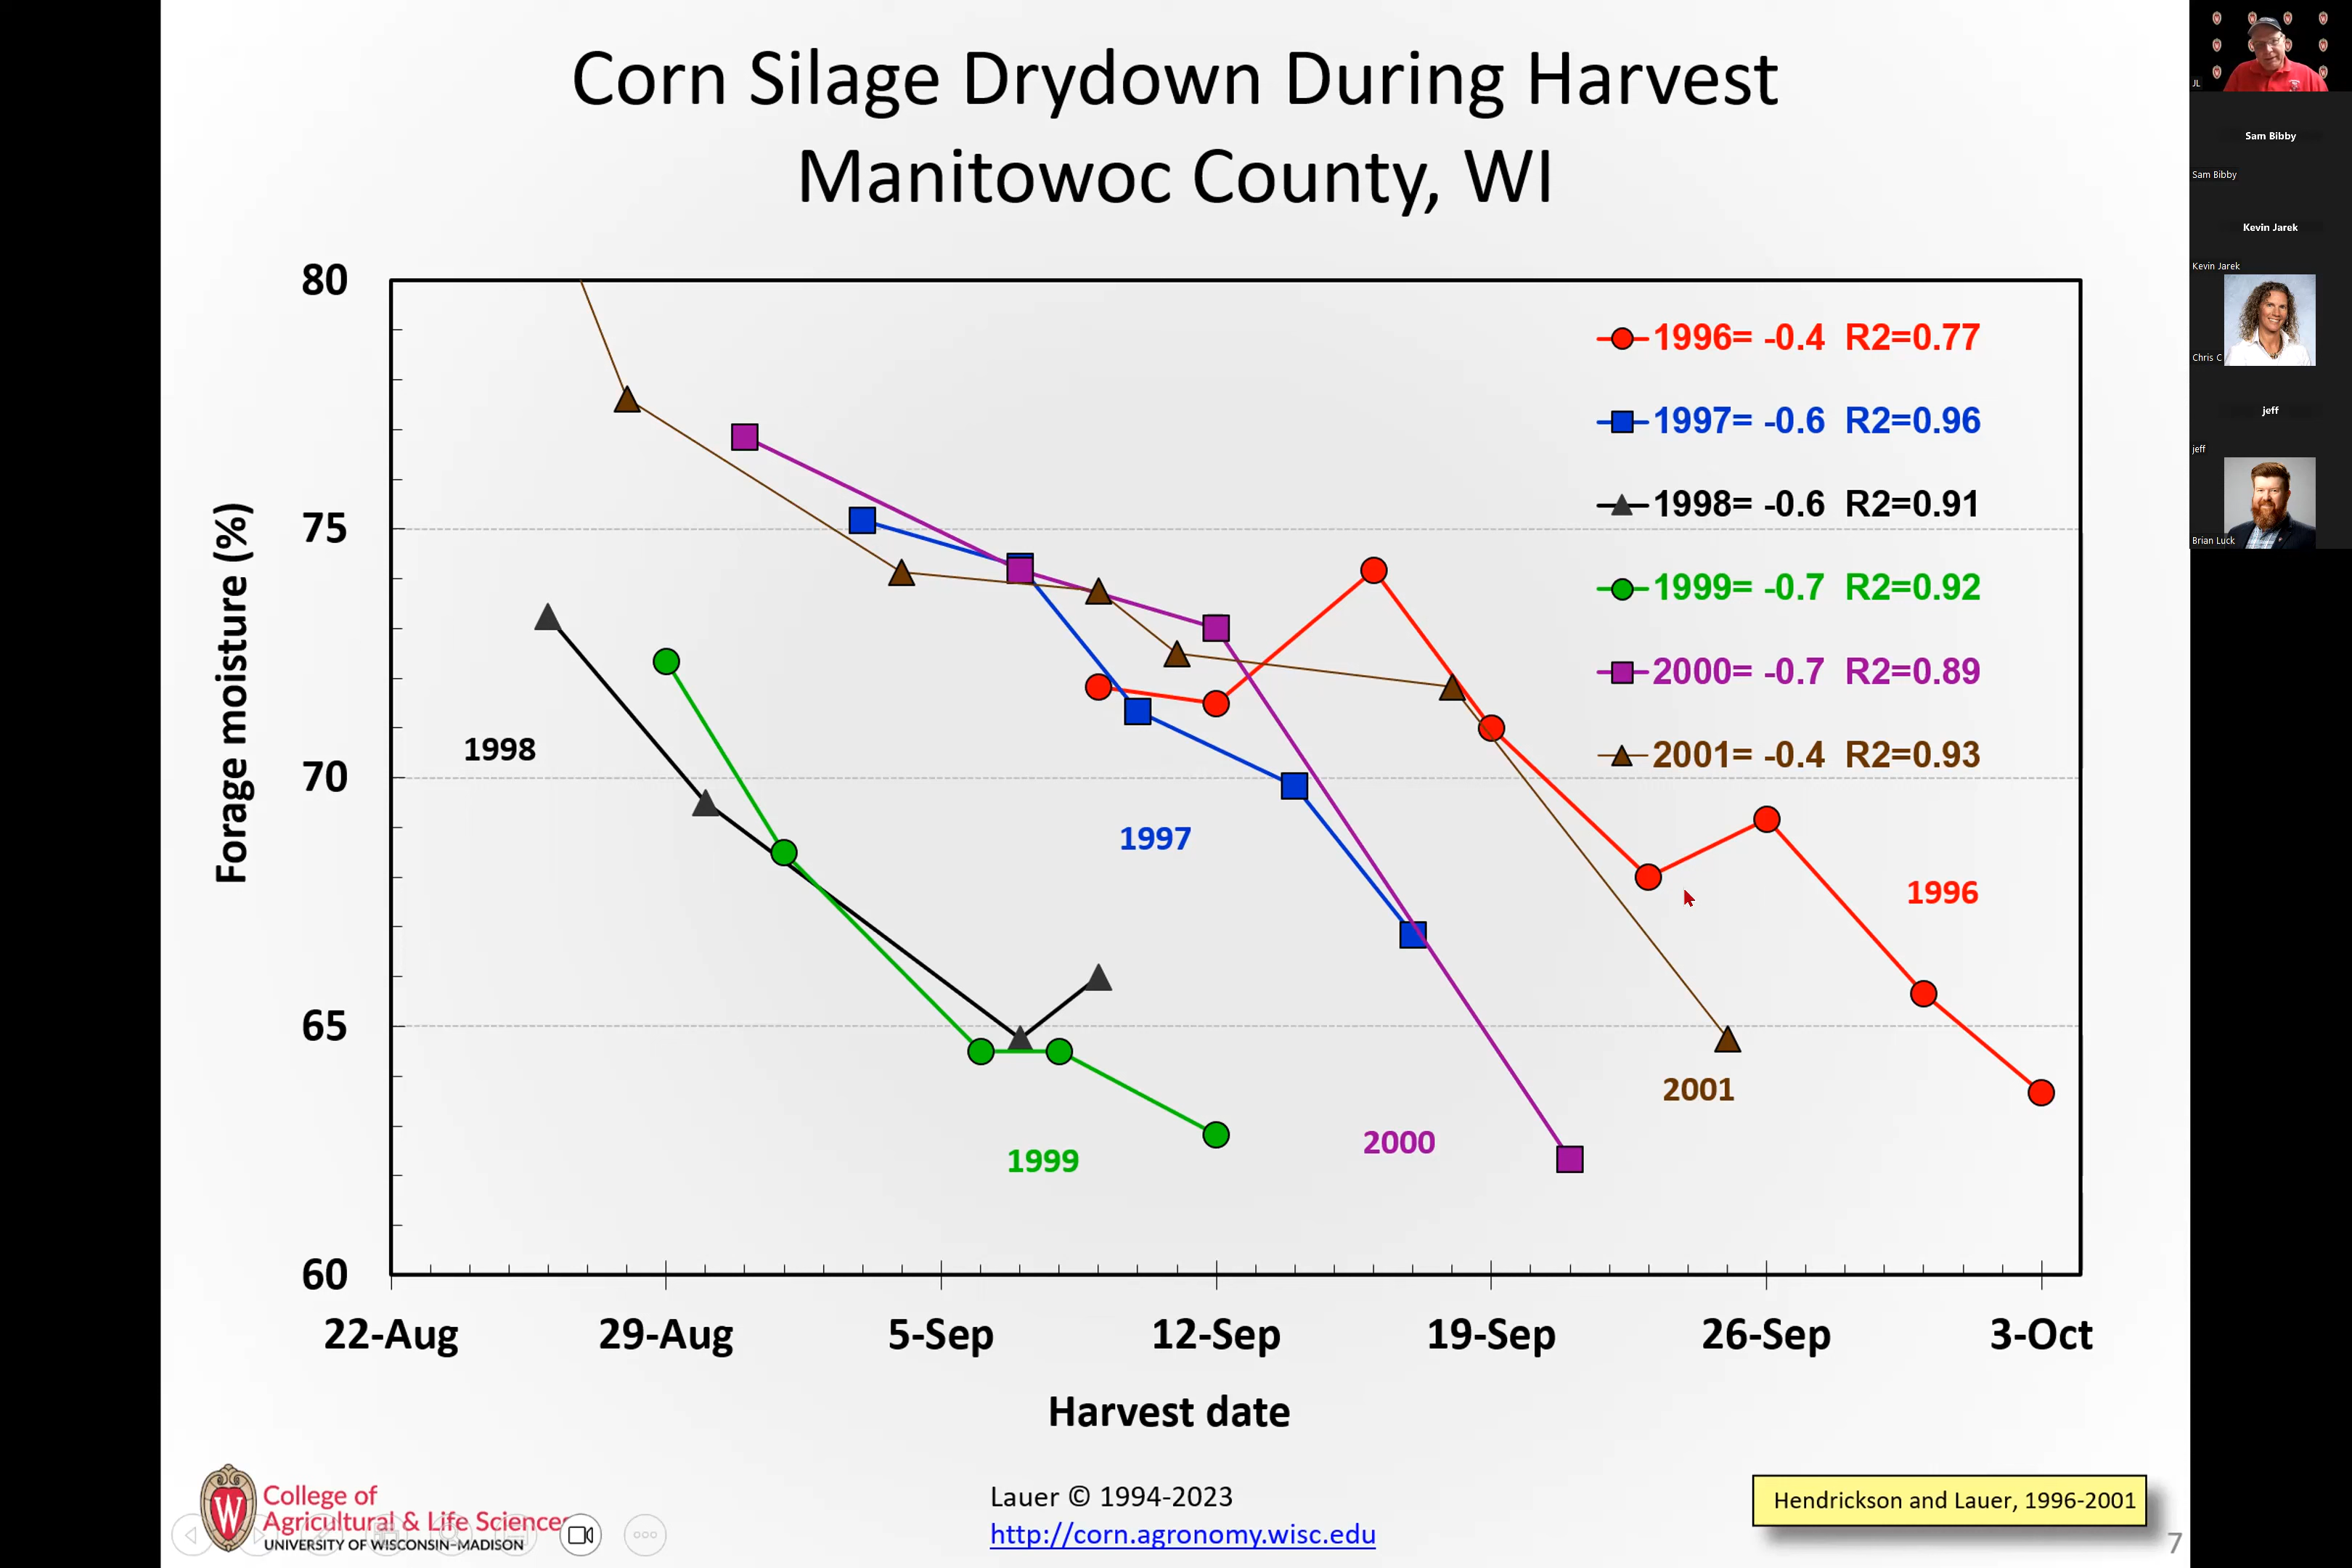 Corn Silage Drydown During Harvest
Manitowoc County, WI
80
75
70
65
60
Forage moisture (%)
1996= -0.4 R2=0.77
1997= -0.6 R2=0.96
1998= -0.6 R2=0.91
1999= -0.7 R2=0.92
2000= -0.7 R2=0.89
2001= -0.4 R2=0.93
1998
1997
1996
1999
2000
2001
22-Aug
29-Aug
5-Sep
12-Sep
19-Sep
26-Sep
3-Oct
Harvest date
W
College of
Agricultural & Life Sciences
UNIVERSITY OF WISCONSIN-MADISON
Lauer © 1994-2023
http://corn.agronomy.wisc.edu
Hendrickson and Lauer, 1996-2001
7
JL
Sam Bibby
Sam Bibby
Kevin Jarek
Kevin Jarek
Chris C
jeff
jeff
Brian Luck